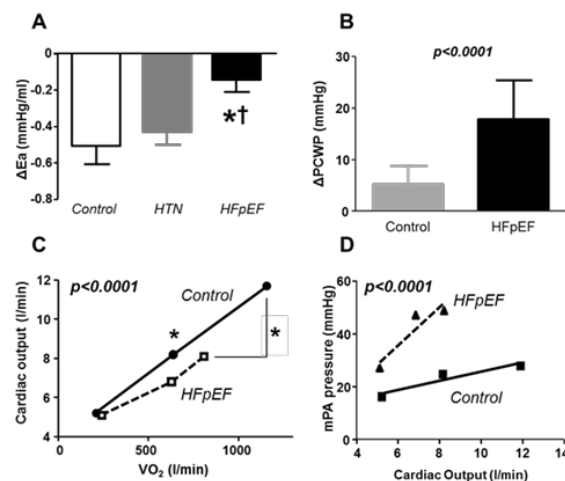 A
ΔEa (mmHg/ml)
0
-0.2
-0.4
-0.6
-0.8
*†
Control HTN HFpEF
B
p<0.0001
ΔPCWP (mmHg)
30
20
10
0
Control HFpEF
C
p<0.0001
Cardiac output (l/min)
12
10
8
6
4
Control
*
*
HFpEF
0 500 1000
VO2 (l/min)
D
p<0.0001
mPA pressure (mmHg)
60
40
20
0
HFpEF
Control
4 6 8 10 12 14
Cardiac Output (l/min)